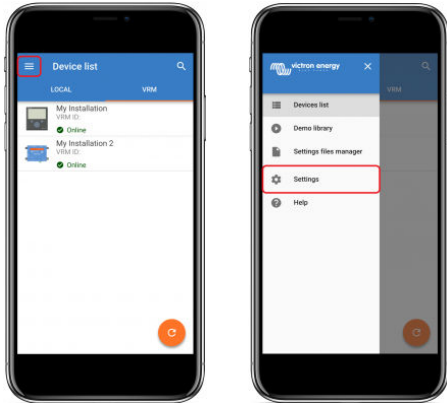 Device list
LOCAL
VRM
My Installation
VRM ID:
Online
My Installation 2
VRM ID:
Online
victron energy
VRM
Devices list
Demo library
Settings files manager
Settings
Help